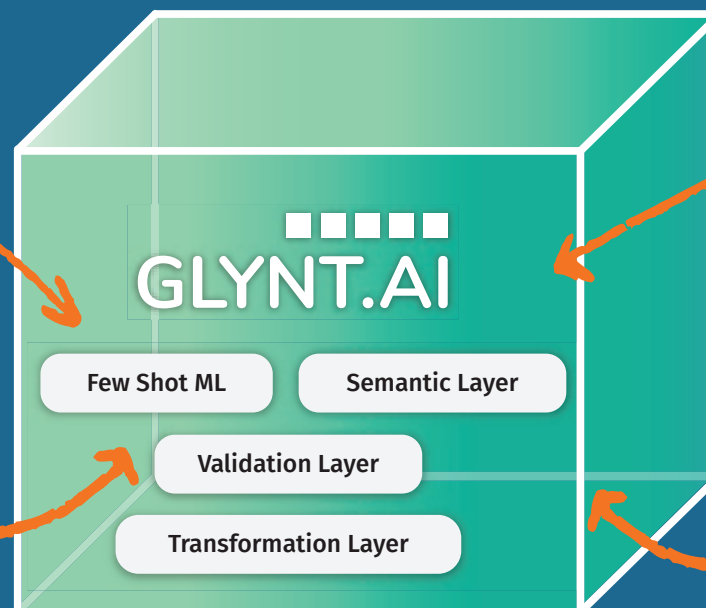 GLYNT.AI
Few Shot ML
Semantic Layer
Validation Layer
Transformation Layer